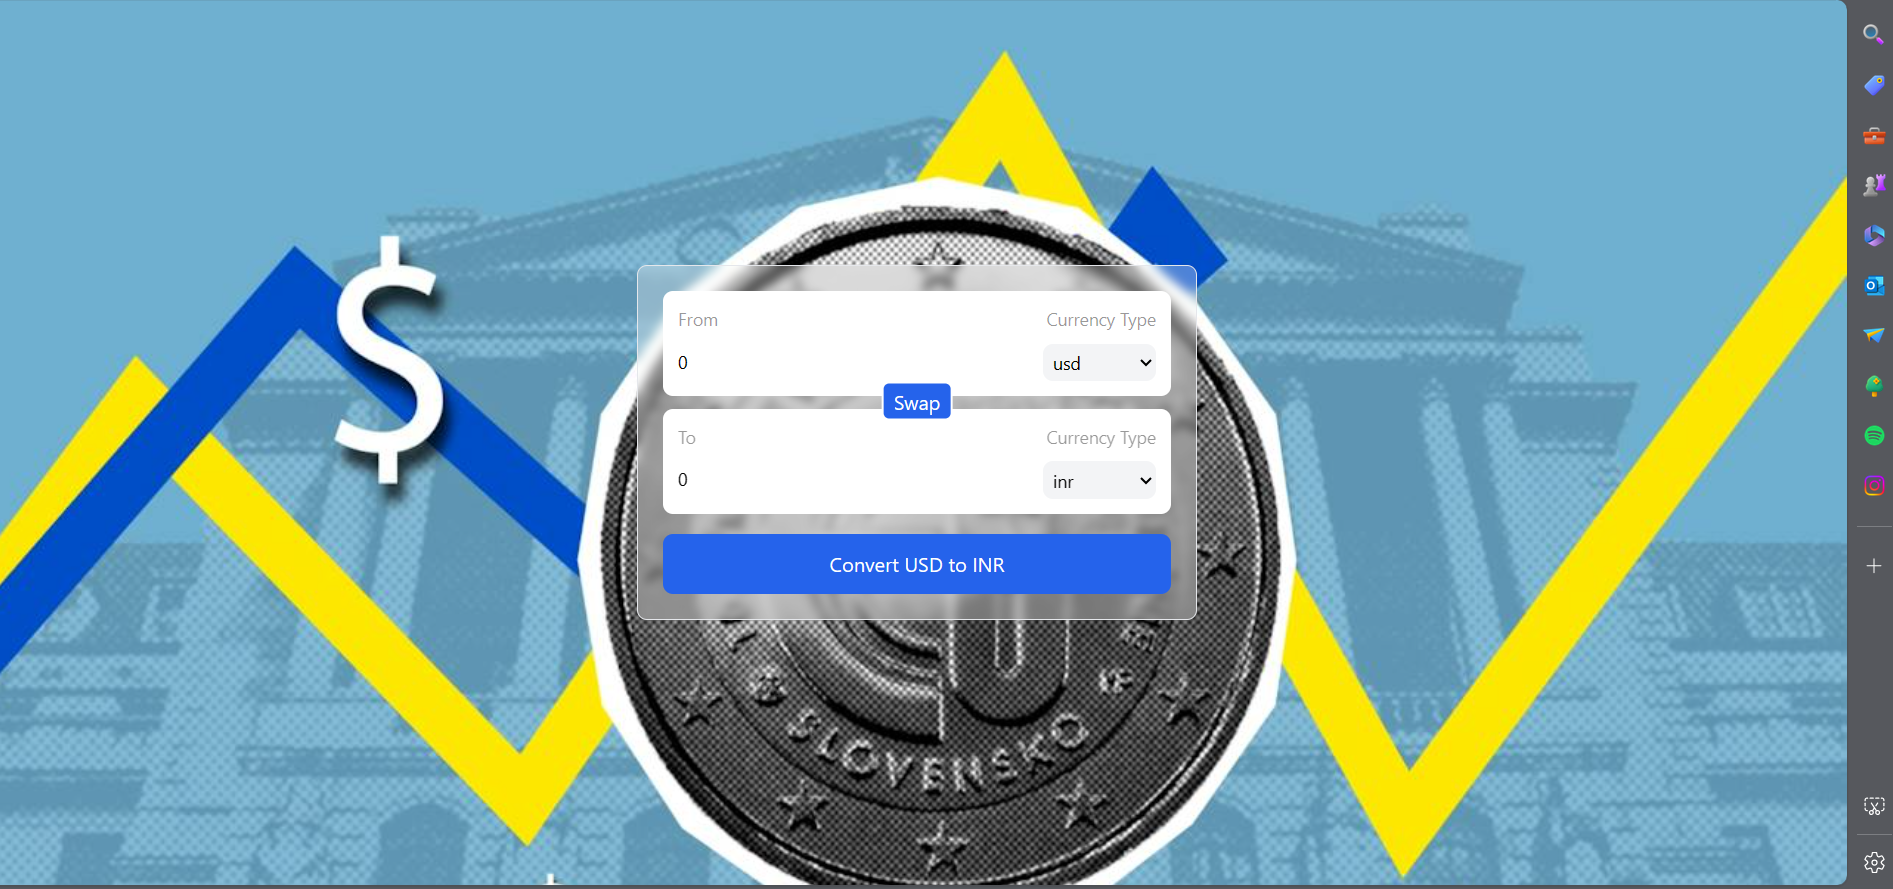 $
From
Currency Type
0
usd
Swap
To
Currency Type
0
inr
Convert USD to INR
SLOVENSKO